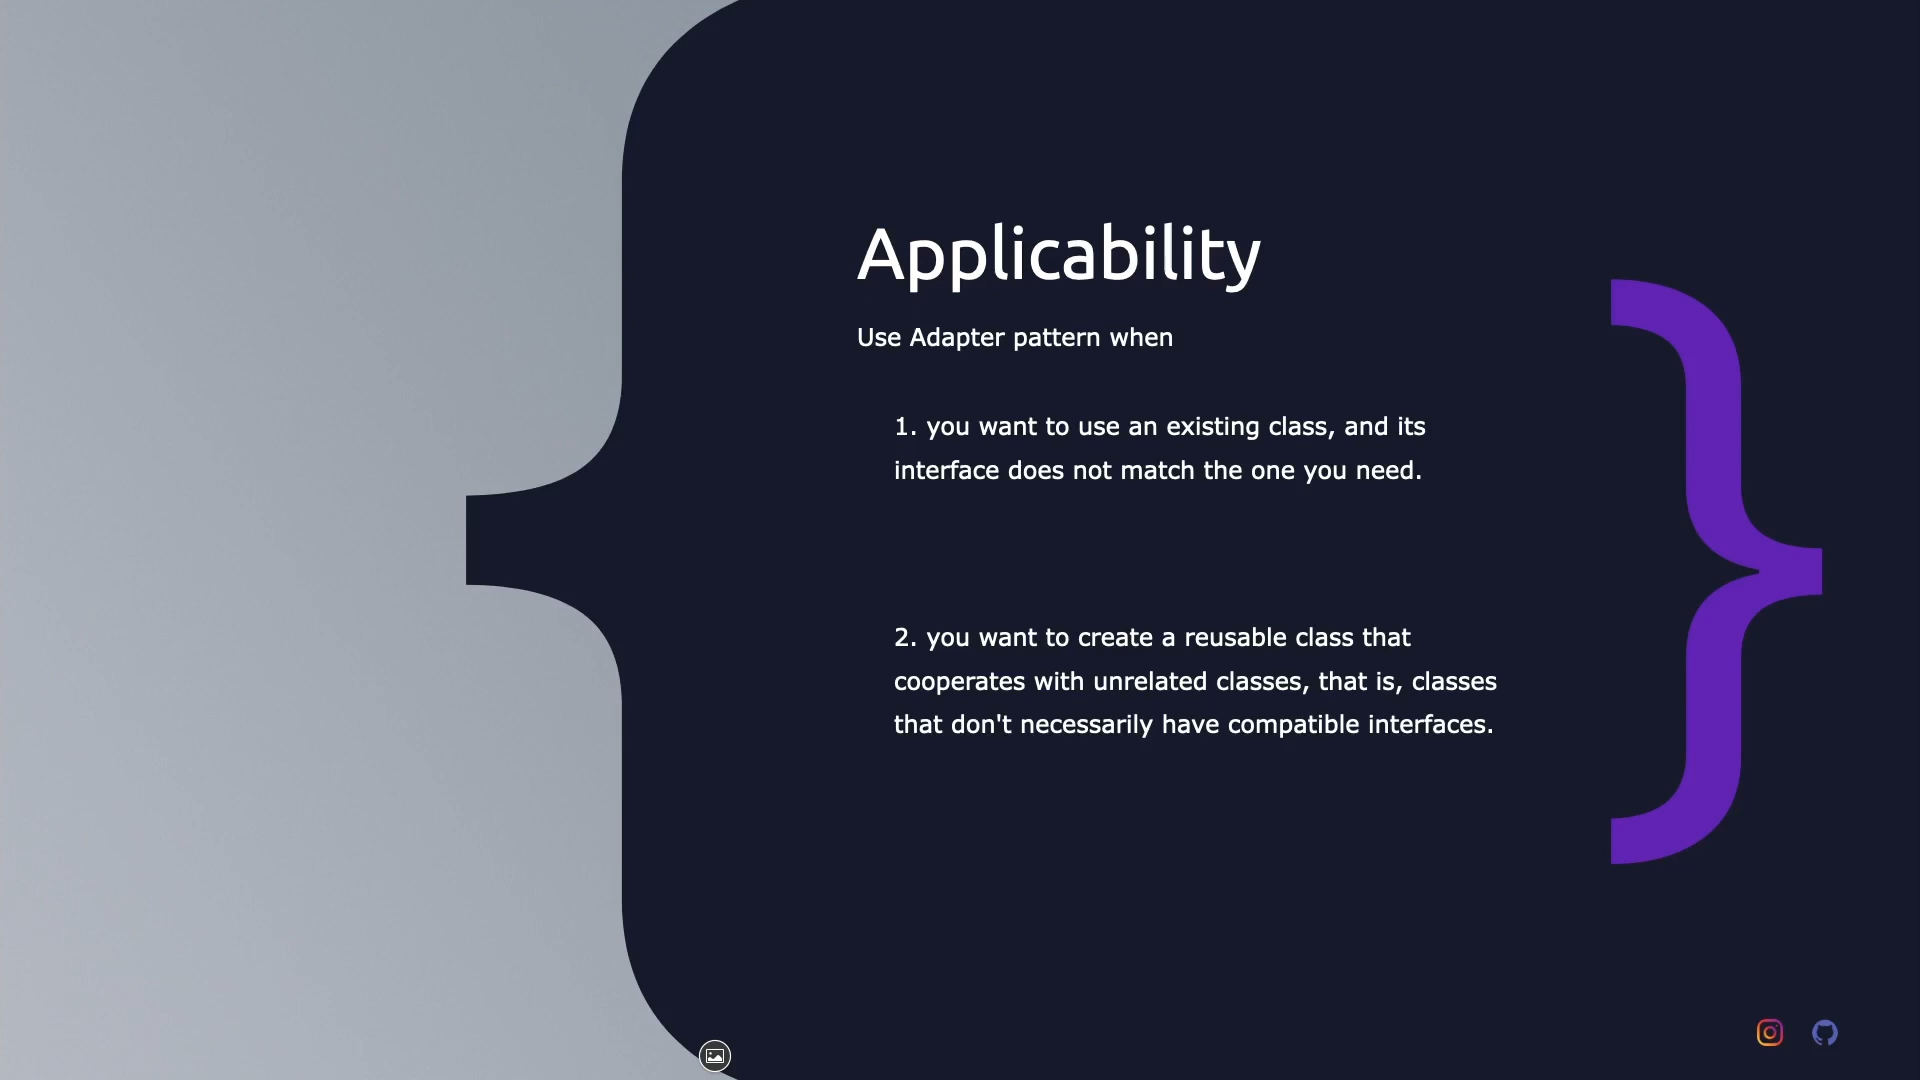 Applicability
Use Adapter pattern when
1. you want to use an existing class, and its
interface does not match the one you need.
2. you want to create a reusable class that
cooperates with unrelated classes, that is, classes
that don't necessarily have compatible interfaces.